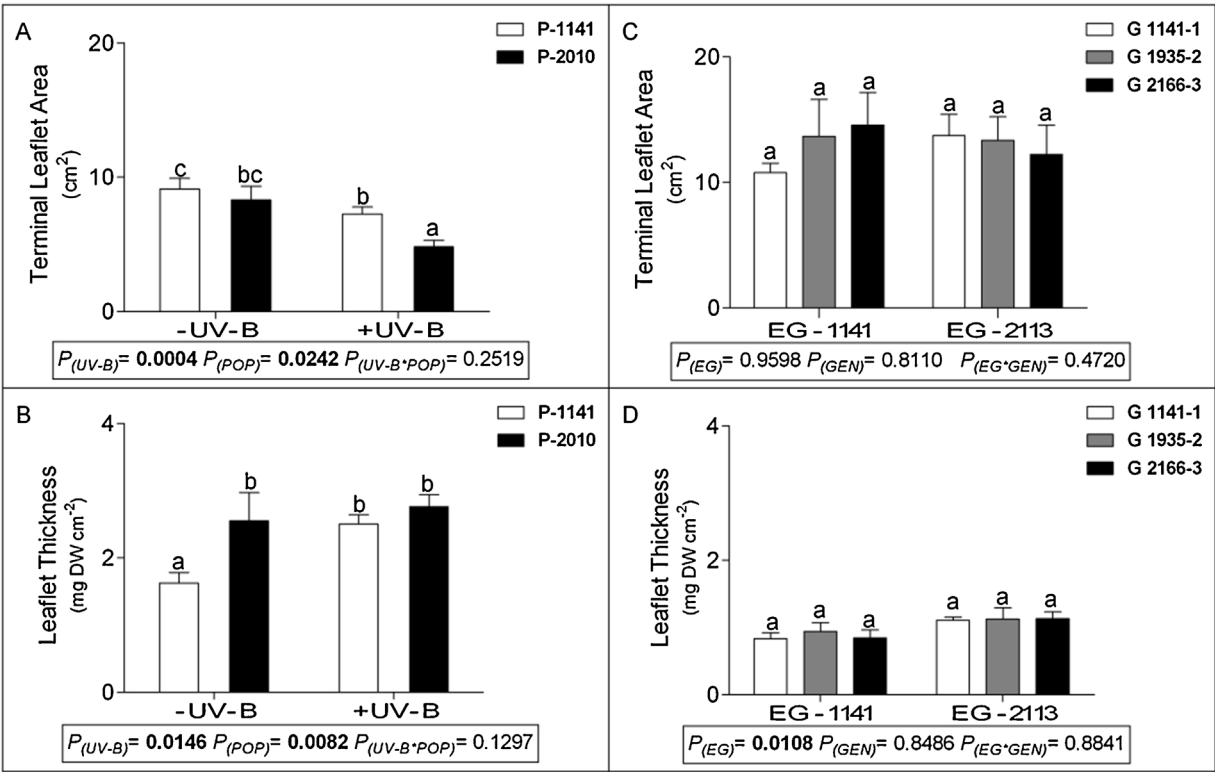 A
P-1141
P-2010
Terminal Leaflet Area
(cm²)
20
10
0
c
bc
b
a
-UV-B
+UV-B
P(UV-B)= 0.0004 P(POP)= 0.0242 P(UV-B*POP)= 0.2519
C
G 1141-1
G 1935-2
G 2166-3
Terminal Leaflet Area
(cm²)
20
10
0
a
a
a
a
a
a
EG-1141
EG-2113
P(EG)= 0.9598 P(GEN)= 0.8110 P(EG*GEN)= 0.4720
B
P-1141
P-2010
Leaflet Thickness
(mg DW cm⁻²)
4
2
0
a
b
b
b
-UV-B
+UV-B
P(UV-B)= 0.0146 P(POP)= 0.0082 P(UV-B*POP)= 0.1297
D
G 1141-1
G 1935-2
G 2166-3
Leaflet Thickness
(mg DW cm⁻²)
4
2
0
a
a
a
a
a
a
EG-1141
EG-2113
P(EG)= 0.0108 P(GEN)= 0.8486 P(EG*GEN)= 0.8841